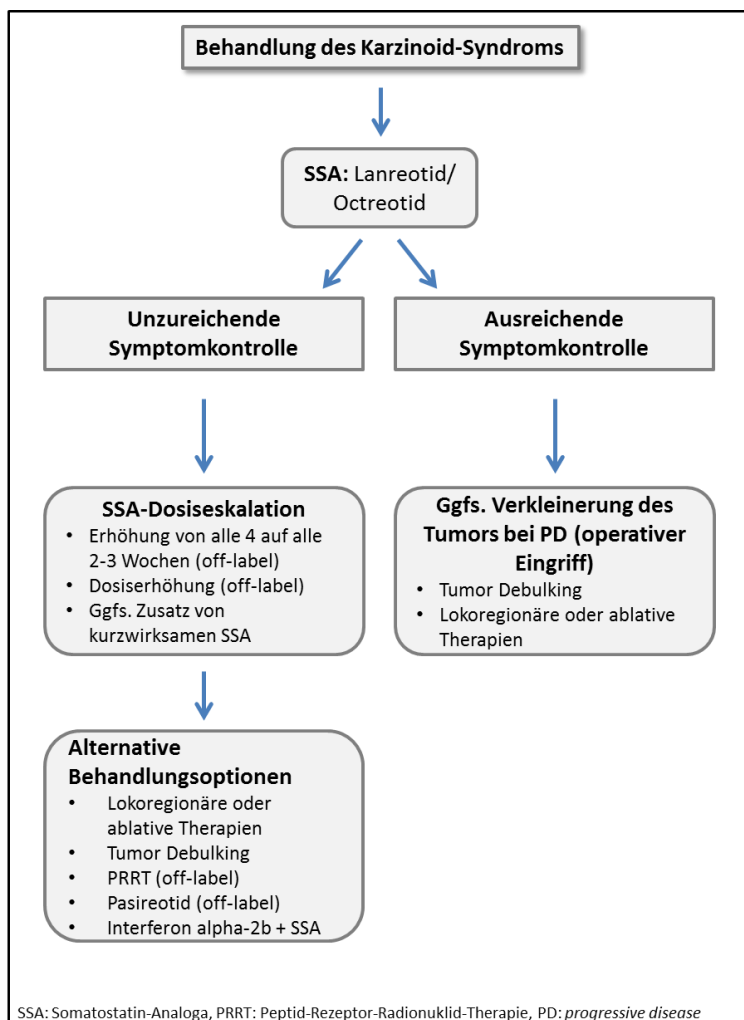 Behandlung des Karzinoid-Syndroms
SSA: Lanreotid/
Octreotid
Unzureichende
Symptomkontrolle
Ausreichende
Symptomkontrolle
SSA-Dosiseskalation
• Erhöhung von alle 4 auf alle
2-3 Wochen (off-label)
• Dosiserhöhung (off-label)
• Ggfs. Zusatz von
kurzwirksamen SSA
Ggfs. Verkleinerung des
Tumors bei PD (operativer
Eingriff)
• Tumor Debulking
• Lokoregionäre oder ablative
Therapien
Alternative
Behandlungsoptionen
• Lokoregionäre oder
ablative Therapien
• Tumor Debulking
• PRRT (off-label)
• Pasireotid (off-label)
• Interferon alpha-2b + SSA
SSA: Somatostatin-Analoga, PRRT: Peptid-Rezeptor-Radionuklid-Therapie, PD: progressive disease